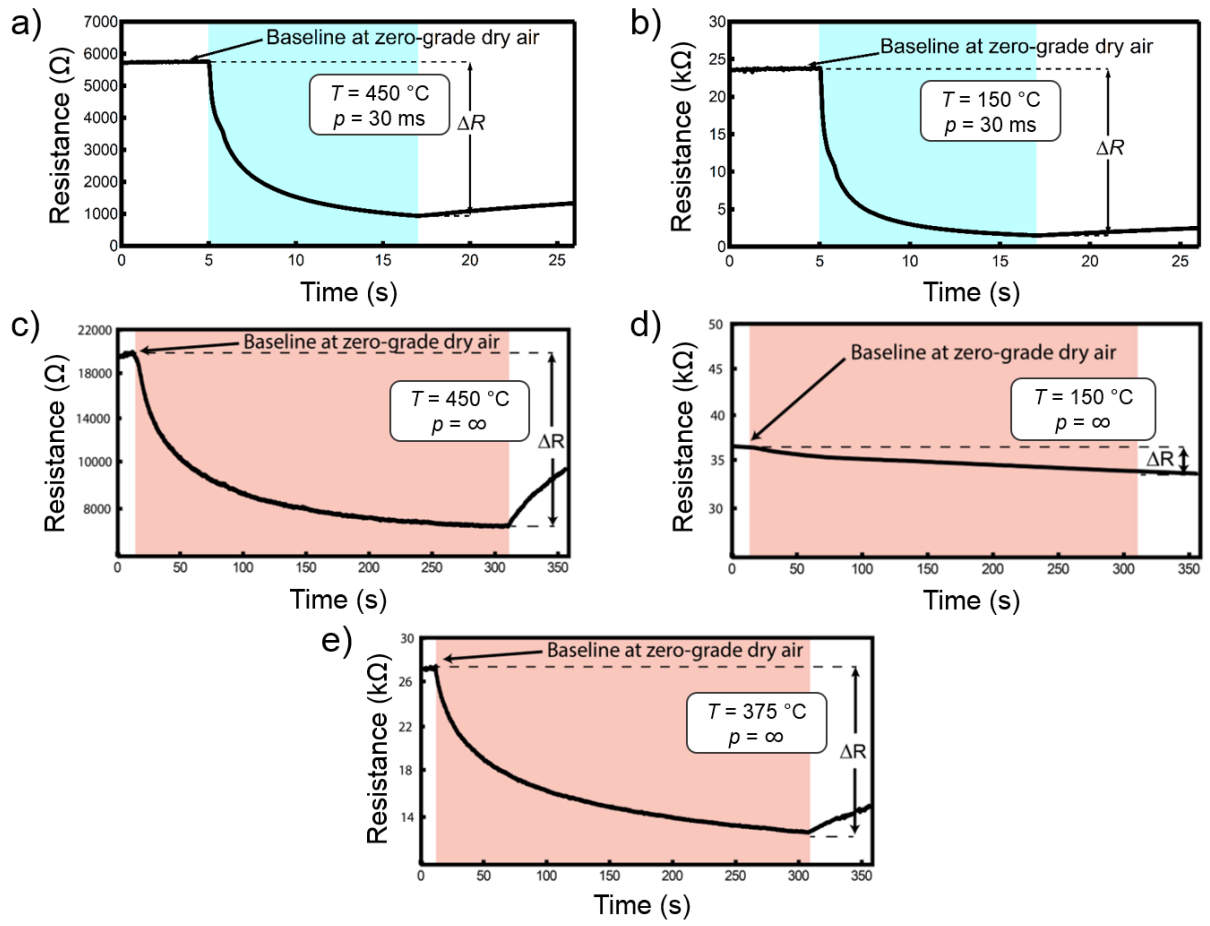 a)
7000
6000
5000
4000
3000
2000
1000
0
Resistance (Ω)
Baseline at zero-grade dry air
T = 450 °C
p = 30 ms
ΔR
0 5 10 15 20 25
Time (s)
b)
30
25
20
15
10
5
0
Resistance (kΩ)
Baseline at zero-grade dry air
T = 150 °C
p = 30 ms
ΔR
0 5 10 15 20 25
Time (s)
c)
22000
18000
14000
10000
8000
Resistance (Ω)
Baseline at zero-grade dry air
T = 450 °C
p = ∞
ΔR
0 50 100 150 200 250 300 350
Time (s)
d)
50
45
40
35
30
Resistance (kΩ)
Baseline at zero-grade dry air
T = 150 °C
p = ∞
ΔR
0 50 100 150 200 250 300 350
Time (s)
e)
30
26
22
18
14
Resistance (kΩ)
Baseline at zero-grade dry air
T = 375 °C
p = ∞
ΔR
0 50 100 150 200 250 300 350
Time (s)